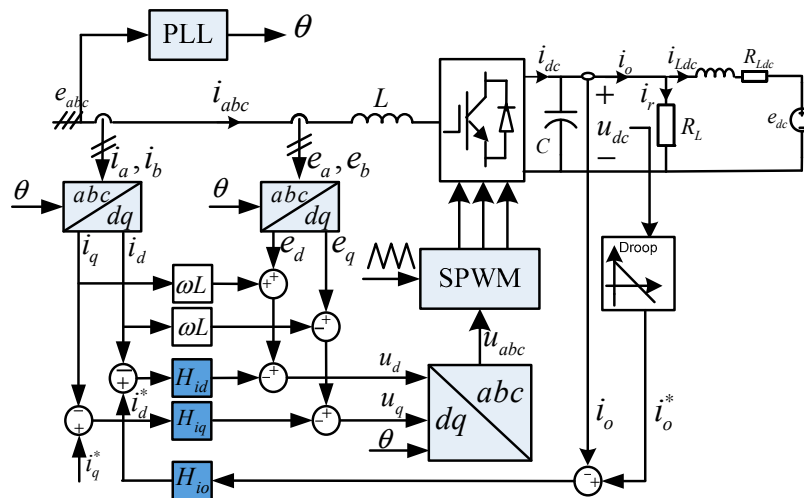 PLL
θ
e_abc
i_abc
L
i_dc
i_o
i_Ldc
R_Ldc
i_r
+
u_dc
−
C
R_L
e_dc
i_a, i_b
e_a, e_b
θ
abc
dq
θ
abc
dq
i_q
i_d
e_d
e_q
Droop
SPWM
ωL
+
+
ωL
−
+
u_abc
−
+
H_id
−
+
u_d
abc
dq
i_d^*
−
+
H_iq
−
+
u_q
θ
i_o
i_o^*
i_q^*
H_io
-
+